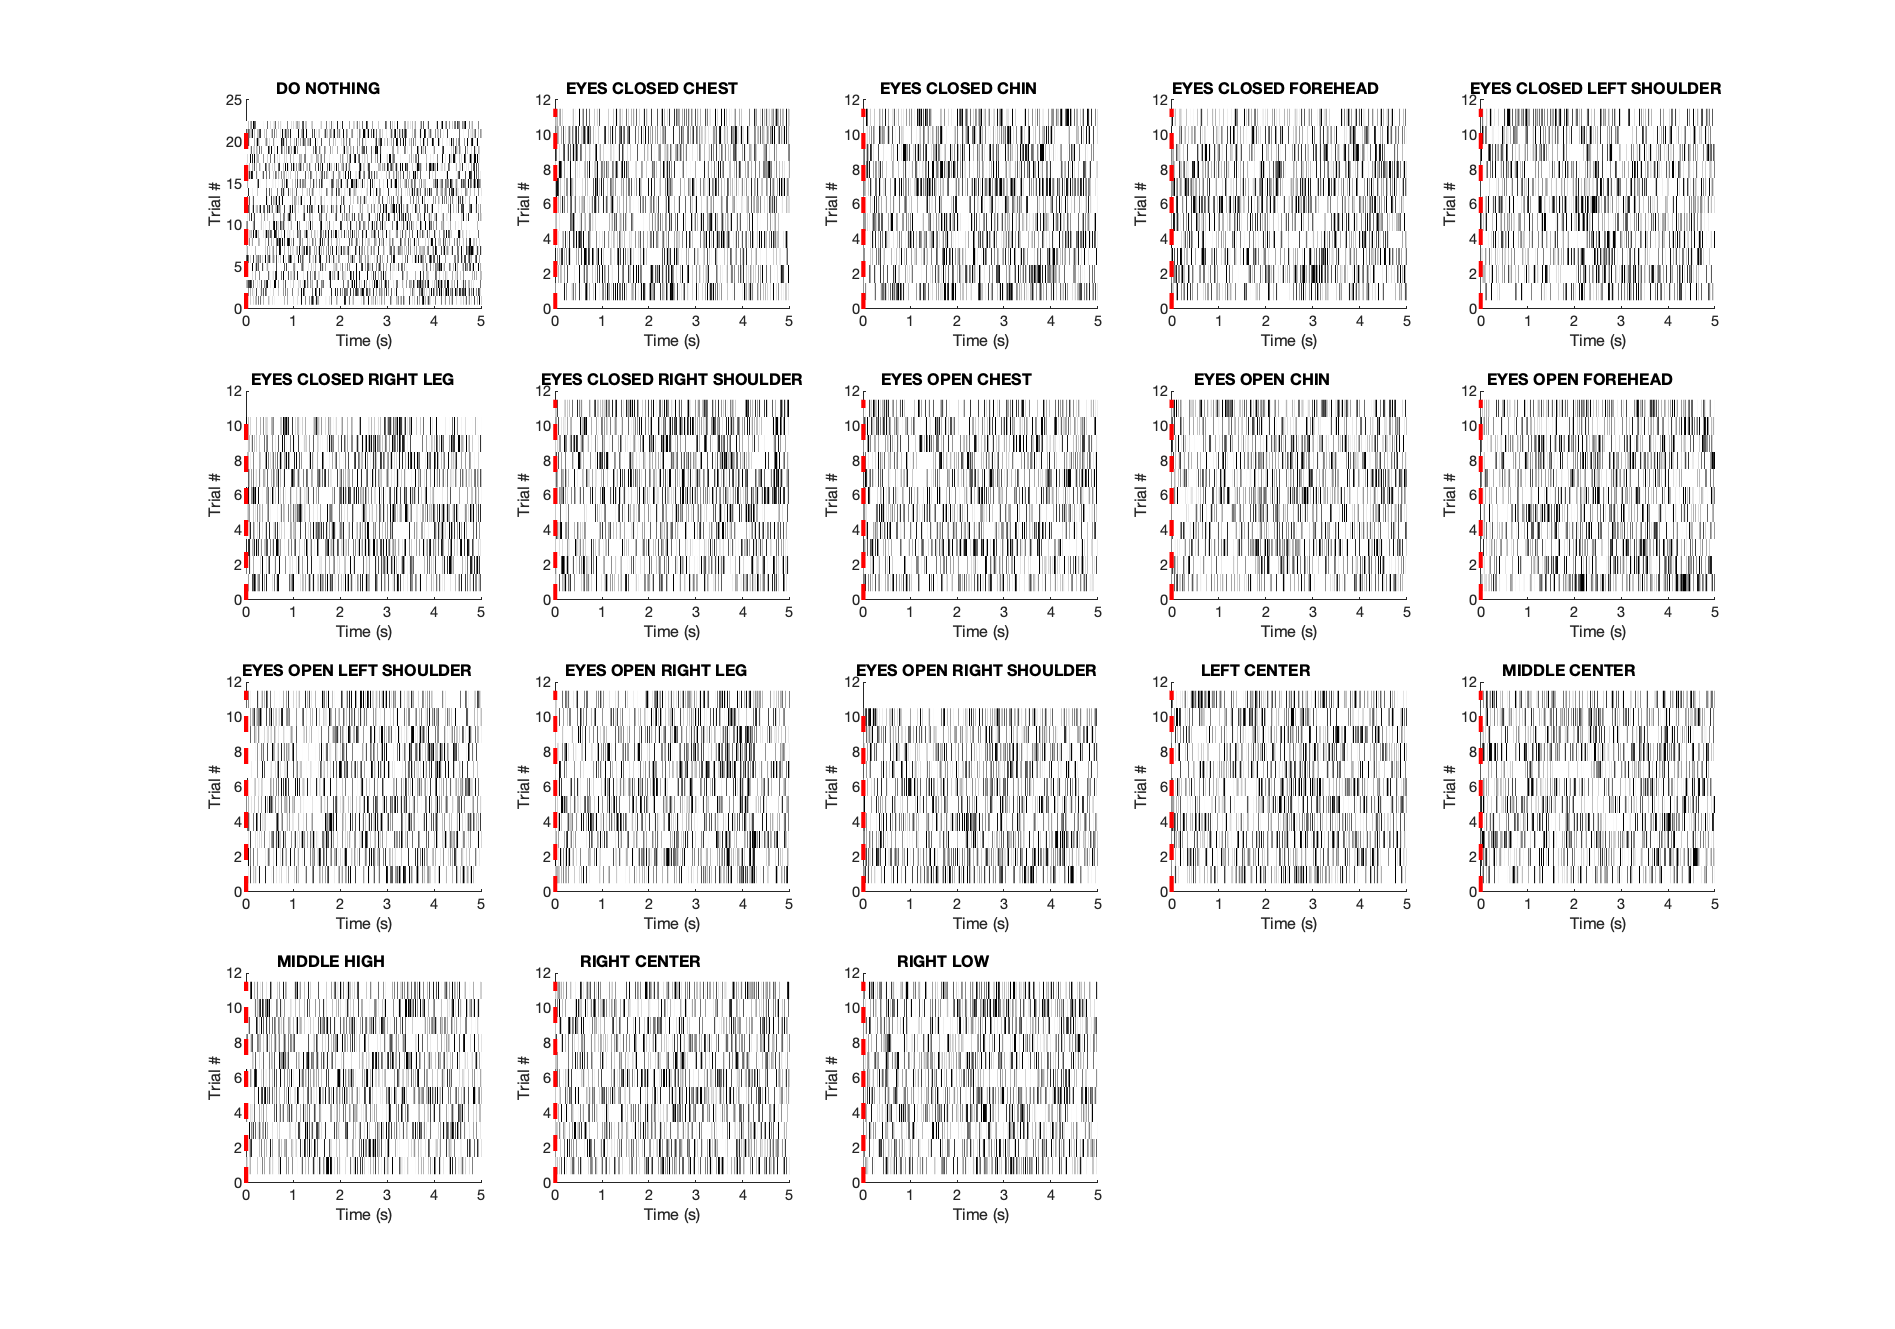 DO NOTHING
25
20
15
10
5
0
Trial #
0 1 2 3 4 5
Time (s)
EYES CLOSED CHEST
12
10
8
6
4
2
0
Trial #
0 1 2 3 4 5
Time (s)
EYES CLOSED CHIN
12
10
8
6
4
2
0
Trial #
0 1 2 3 4 5
Time (s)
EYES CLOSED FOREHEAD
12
10
8
6
4
2
0
Trial #
0 1 2 3 4 5
Time (s)
EYES CLOSED LEFT SHOULDER
12
10
8
6
4
2
0
Trial #
0 1 2 3 4 5
Time (s)
EYES CLOSED RIGHT LEG
12
10
8
6
4
2
0
Trial #
0 1 2 3 4 5
Time (s)
EYES CLOSED RIGHT SHOULDER
12
10
8
6
4
2
0
Trial #
0 1 2 3 4 5
Time (s)
EYES OPEN CHEST
12
10
8
6
4
2
0
Trial #
0 1 2 3 4 5
Time (s)
EYES OPEN CHIN
12
10
8
6
4
2
0
Trial #
0 1 2 3 4 5
Time (s)
EYES OPEN FOREHEAD
12
10
8
6
4
2
0
Trial #
0 1 2 3 4 5
Time (s)
EYES OPEN LEFT SHOULDER
12
10
8
6
4
2
0
Trial #
0 1 2 3 4 5
Time (s)
EYES OPEN RIGHT LEG
12
10
8
6
4
2
0
Trial #
0 1 2 3 4 5
Time (s)
EYES OPEN RIGHT SHOULDER
12
10
8
6
4
2
0
Trial #
0 1 2 3 4 5
Time (s)
LEFT CENTER
12
10
8
6
4
2
0
Trial #
0 1 2 3 4 5
Time (s)
MIDDLE CENTER
12
10
8
6
4
2
0
Trial #
0 1 2 3 4 5
Time (s)
MIDDLE HIGH
12
10
8
6
4
2
0
Trial #
0 1 2 3 4 5
Time (s)
RIGHT CENTER
12
10
8
6
4
2
0
Trial #
0 1 2 3 4 5
Time (s)
RIGHT LOW
12
10
8
6
4
2
0
Trial #
0 1 2 3 4 5
Time (s)